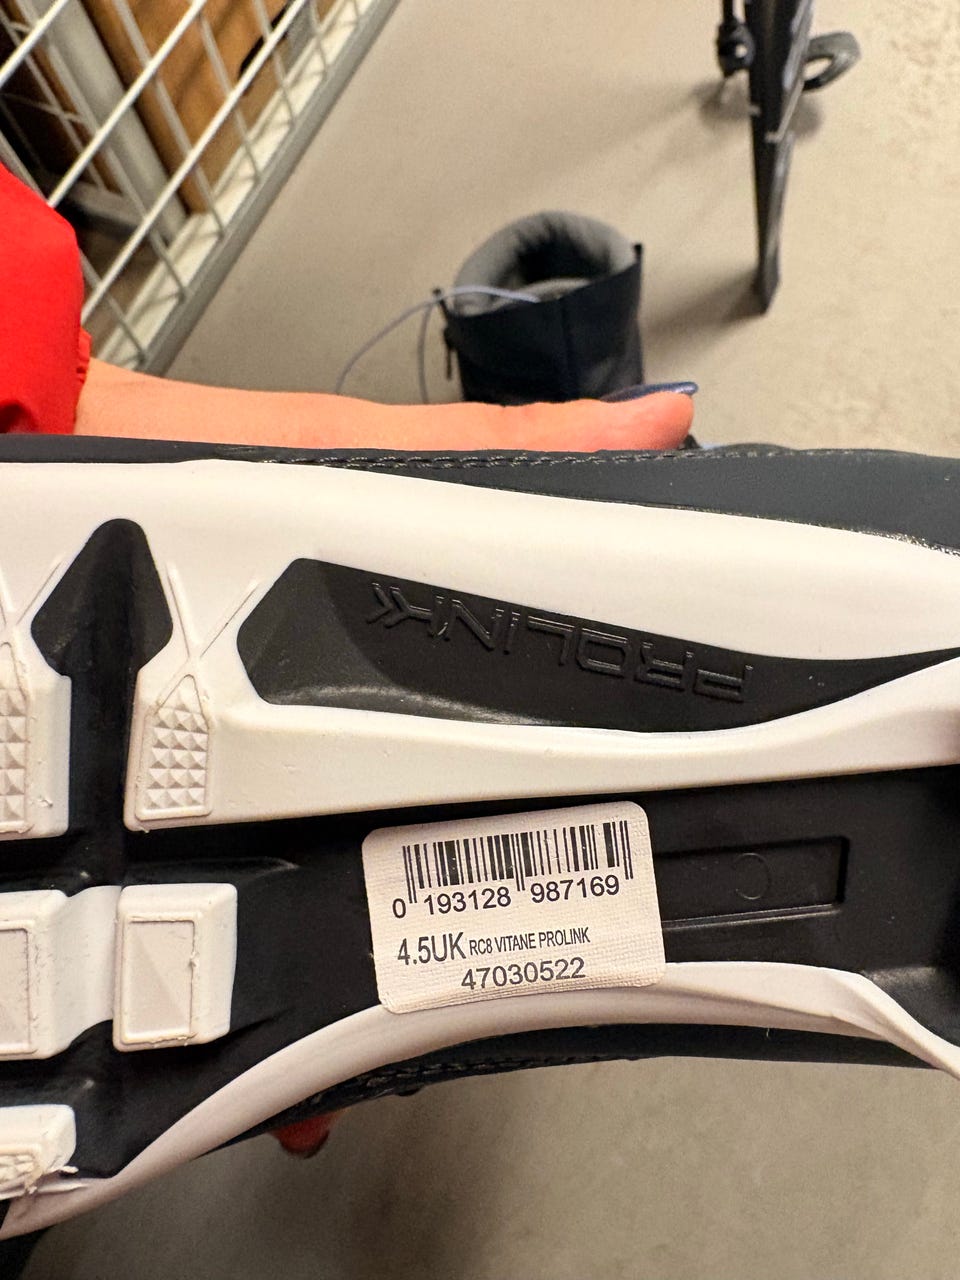 PROLINK
0 193128 987169
4.5UK RC8 VITANE PROLINK
47030522